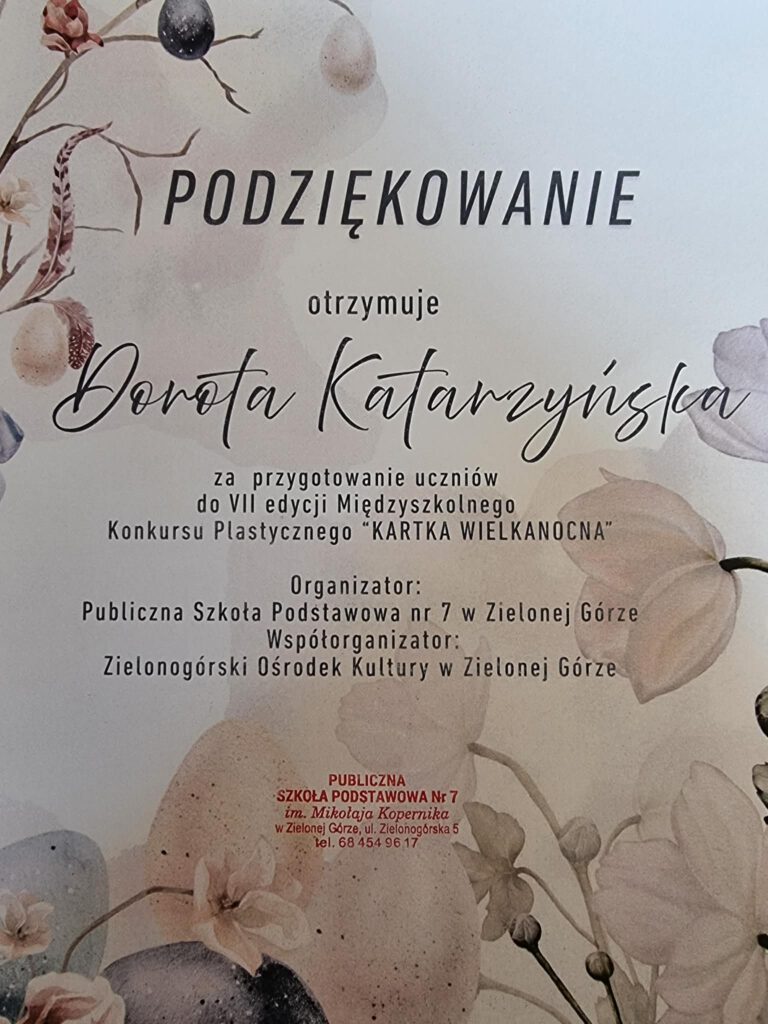 PODZIĘKOWANIE
otrzymuje
Dorota Katarzyńska
za przygotowanie uczniów
do VII edycji Międzyszkolnego
Konkursu Plastycznego "KARTKA WIELKANOCNA"
Organizator:
Publiczna Szkoła Podstawowa nr 7 w Zielonej Górze
Współorganizator:
Zielonogórski Ośrodek Kultury w Zielonej Górze
PUBLICZNA
SZKOŁA PODSTAWOWA Nr 7
im. Mikołaja Kopernika
w Zielonej Górze, ul. Zielonogórska 5
tel. 68 454 96 17